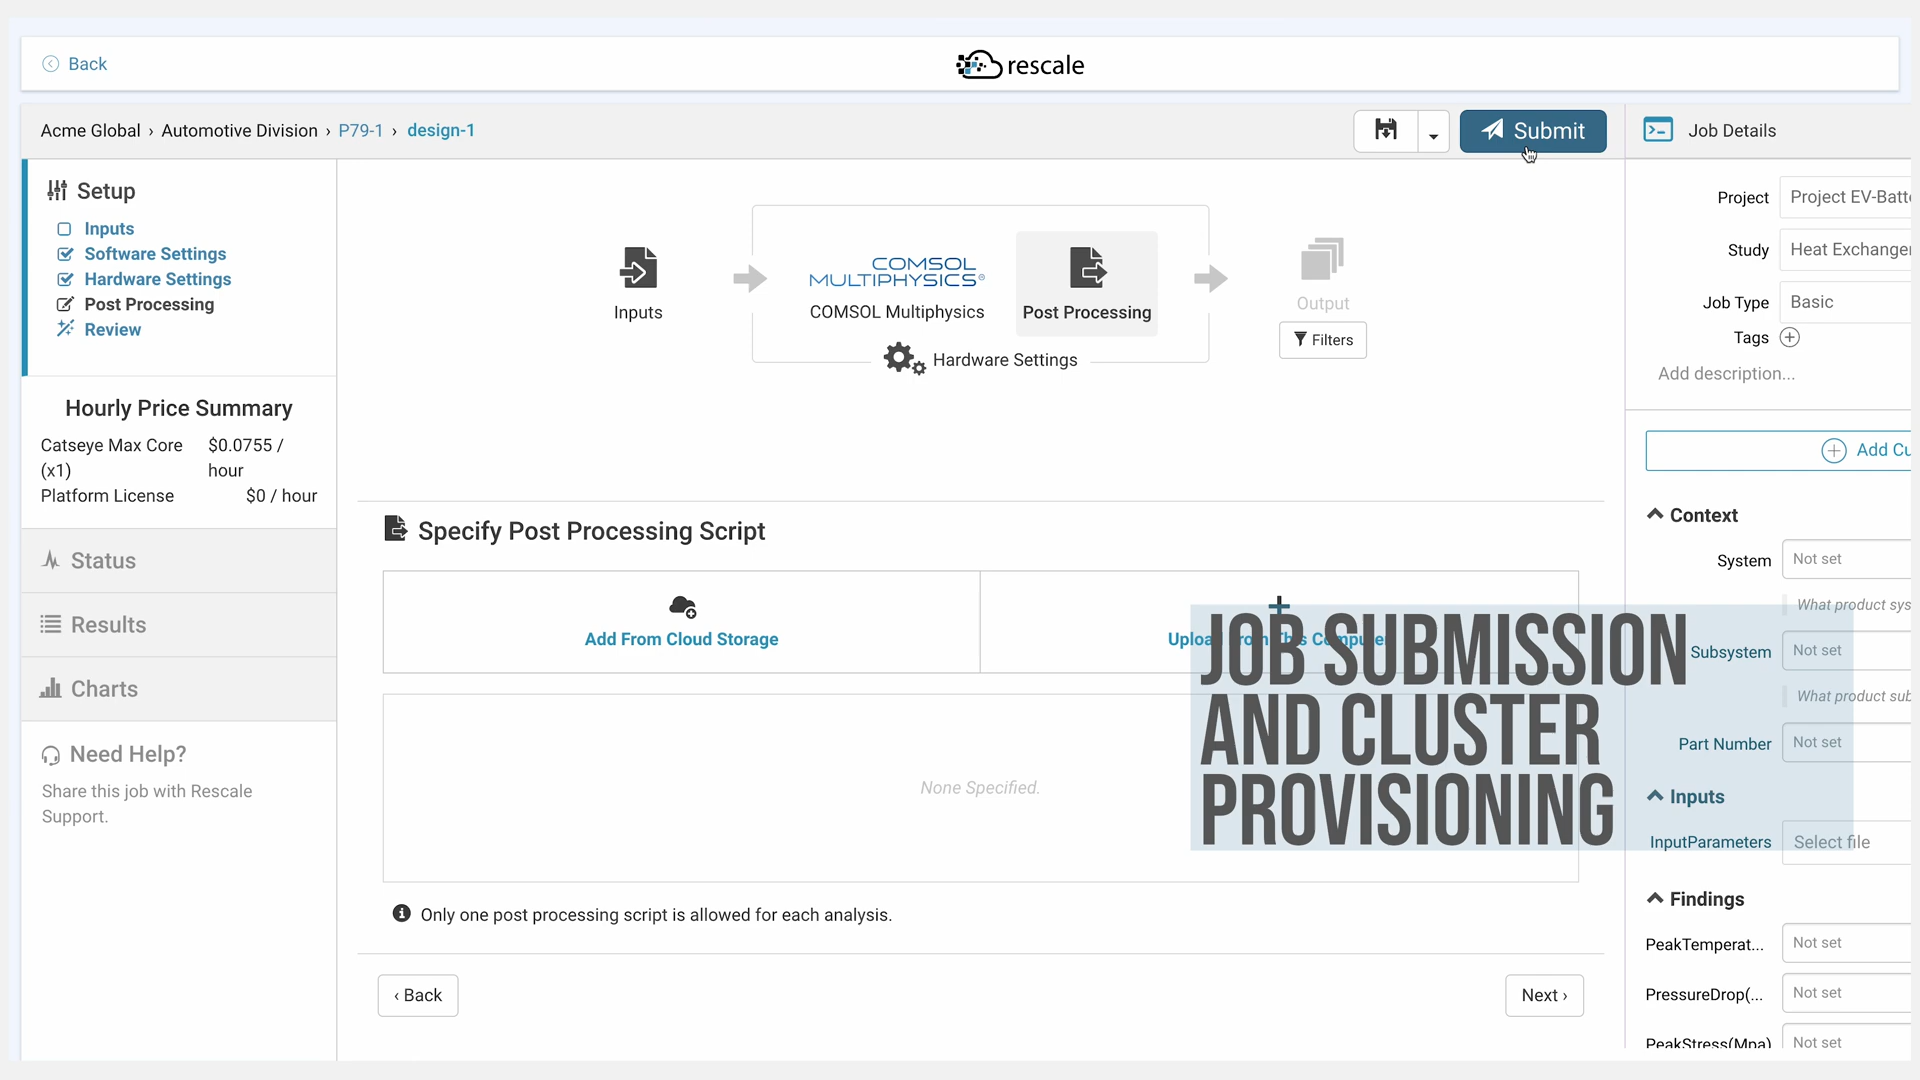 Back
rescale
Acme Global › Automotive Division › P79-1 › design-1
Submit
Job Details
Setup
Inputs
Software Settings
Hardware Settings
Post Processing
Review
Hourly Price Summary
Catseye Max Core (x1)
$0.0755 / hour
Platform License
$0 / hour
Status
Results
Charts
Need Help?
Share this job with Rescale
Support.
Inputs
COMSOL
MULTIPHYSICS®
COMSOL Multiphysics
Post Processing
Hardware Settings
Output
Filters
Specify Post Processing Script
Add From Cloud Storage
Upload From This Computer
None Specified.
Only one post processing script is allowed for each analysis.
‹ Back
Next ›
JOB SUBMISSION
AND CLUSTER
PROVISIONING
Project
Project EV-Batt
Study
Heat Exchanger
Job Type
Basic
Tags
Add description...
Add Cu
Context
System
Not set
What product sys
Subsystem
Not set
What product sub
Part Number
Not set
Inputs
InputParameters
Select file
Findings
PeakTemperat...
Not set
PressureDrop(...
Not set
PeakStress(Mpa)
Not set